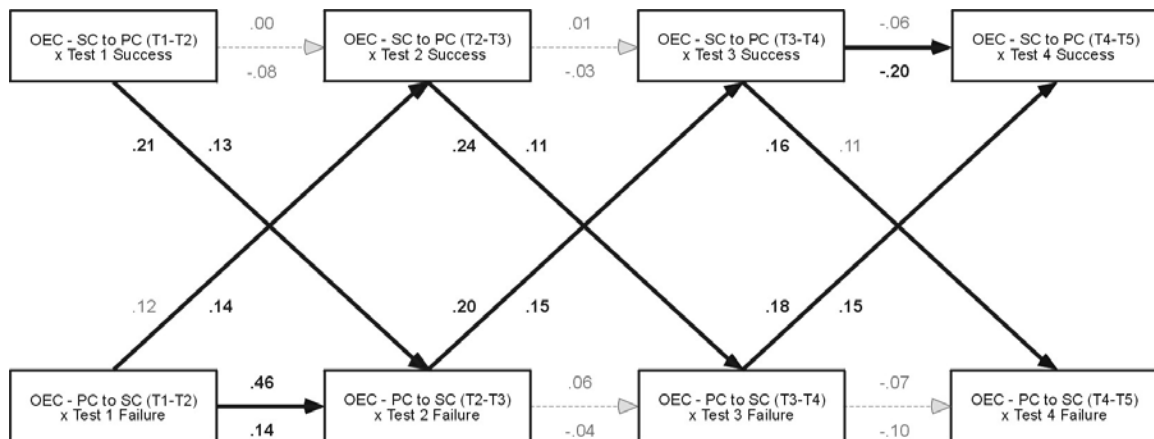 .00
.01
-.06
OEC - SC to PC (T1-T2)
x Test 1 Success
OEC - SC to PC (T2-T3)
x Test 2 Success
OEC - SC to PC (T3-T4)
x Test 3 Success
OEC - SC to PC (T4-T5)
x Test 4 Success
-.08
-.03
-.20
.21
.13
.24
.11
.16
.11
.12
.14
.20
.15
.18
.15
.46
.06
-.07
OEC - PC to SC (T1-T2)
x Test 1 Failure
OEC - PC to SC (T2-T3)
x Test 2 Failure
OEC - PC to SC (T3-T4)
x Test 3 Failure
OEC - PC to SC (T4-T5)
x Test 4 Failure
.14
-.04
-.10